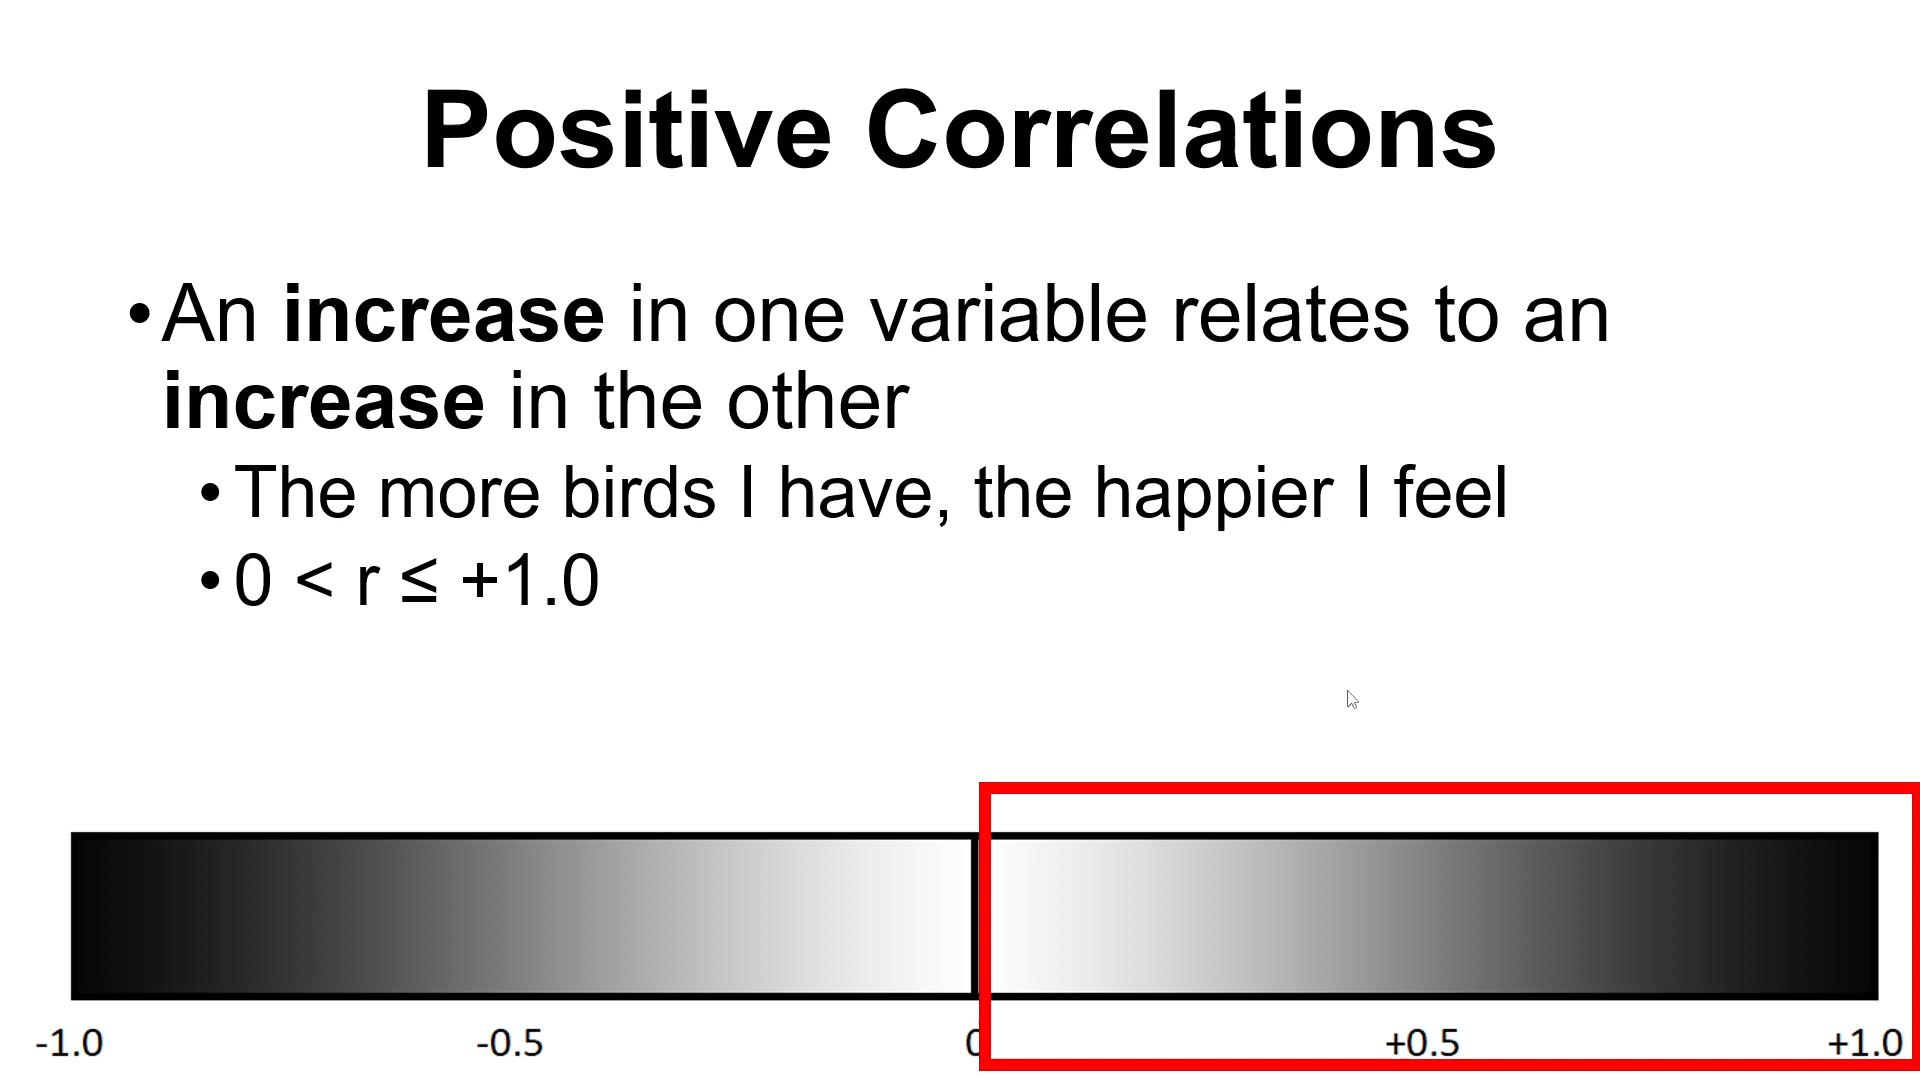 Positive Correlations
•An increase in one variable relates to an
increase in the other
•The more birds I have, the happier I feel
•0 < r ≤ +1.0
-1.0 -0.5 0 +0.5 +1.0